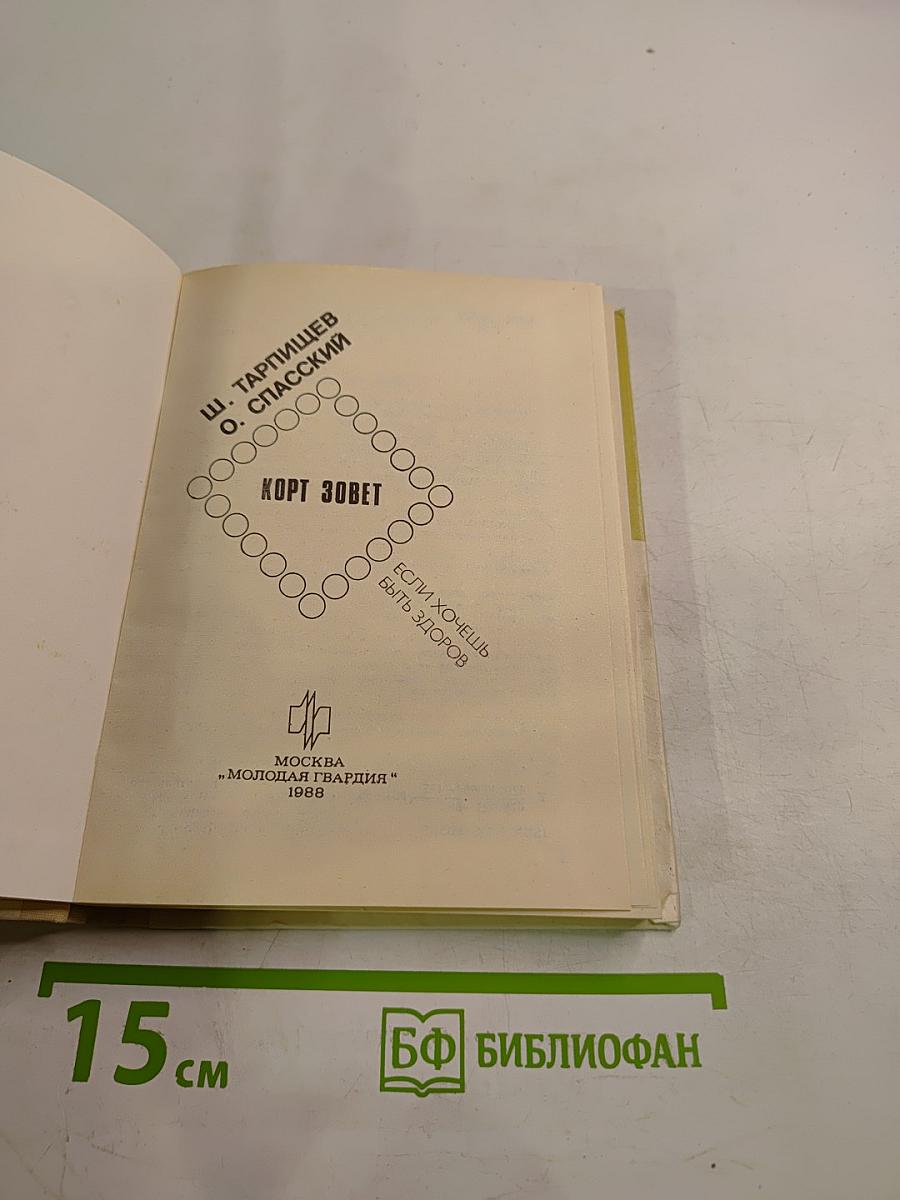 Ш. ТАРПИЩЕВ
О. СПАССКИЙ
КОРТ ЗОВЕТ
ЕСЛИ ХОЧЕШЬ
БЫТЬ ЗДОРОВ
МОСКВА
„МОЛОДАЯ ГВАРДИЯ“
1988
15 см
БФ БИБЛИОФАН